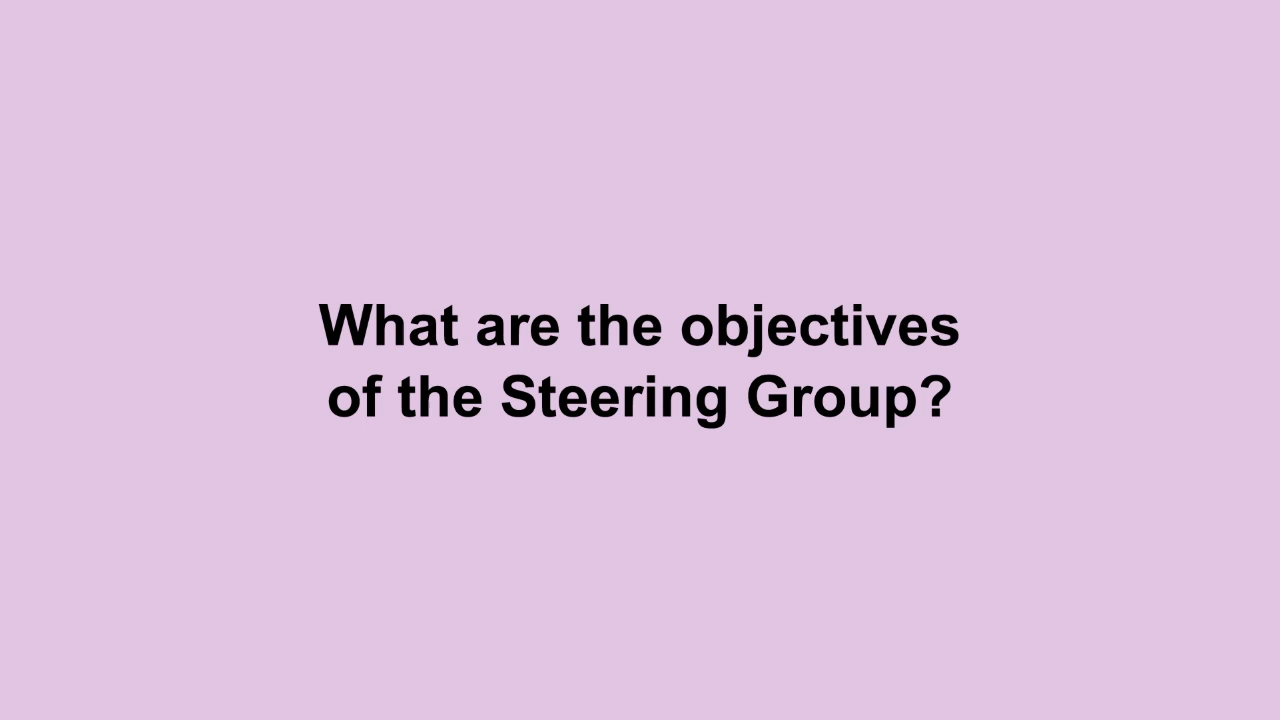 What are the objectives
of the Steering Group?